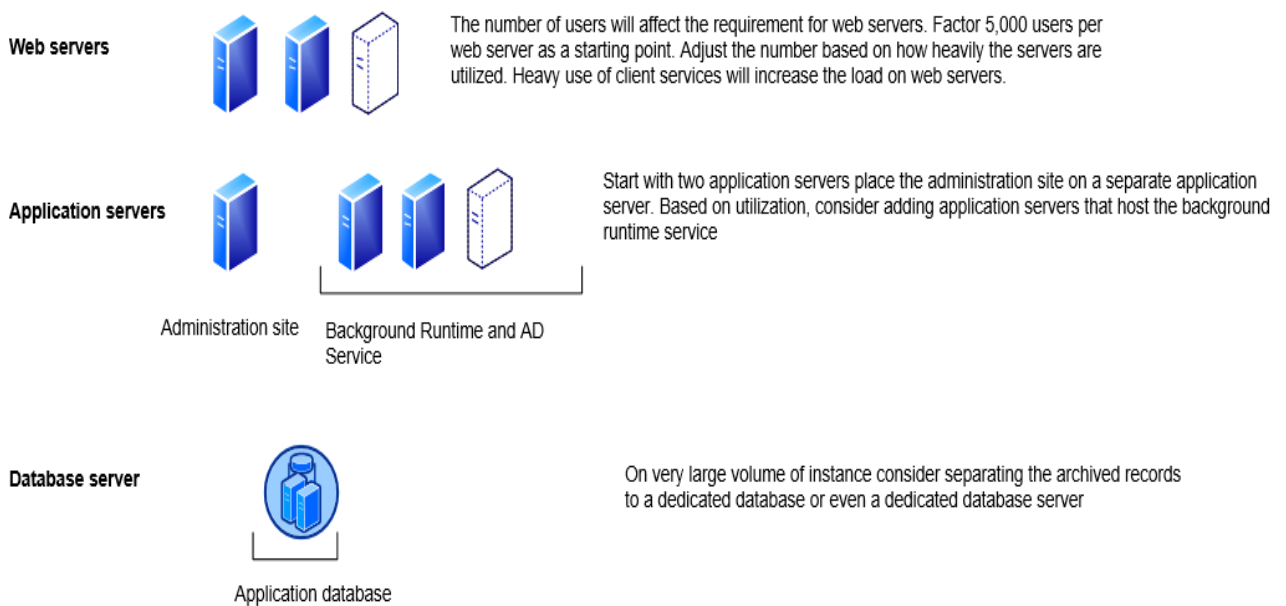 Web servers
The number of users will affect the requirement for web servers. Factor 5,000 users per
web server as a starting point. Adjust the number based on how heavily the servers are
utilized. Heavy use of client services will increase the load on web servers.
Application servers
Start with two application servers place the administration site on a separate application
server. Based on utilization, consider adding application servers that host the background
runtime service
Administration site
Background Runtime and AD
Service
Database server
On very large volume of instance consider separating the archived records
to a dedicated database or even a dedicated database server
Application database